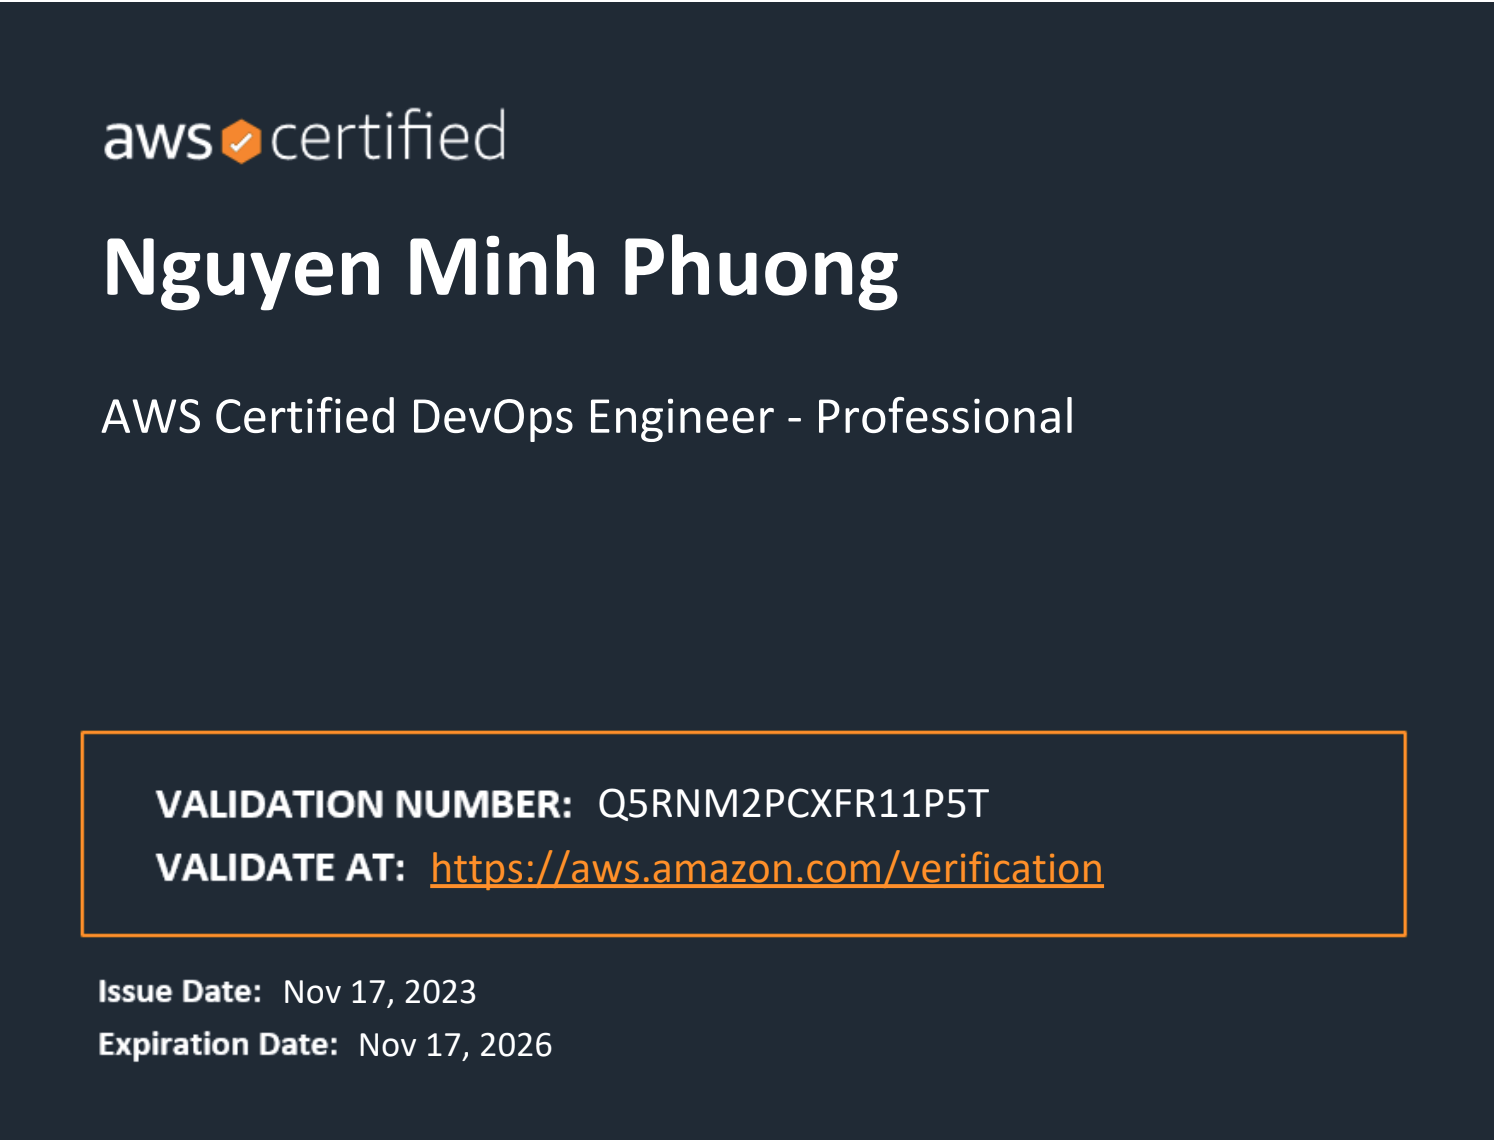 aws certified
Nguyen Minh Phuong
AWS Certified DevOps Engineer - Professional
VALIDATION NUMBER: Q5RNM2PCXFR11P5T
VALIDATE AT: https://aws.amazon.com/verification
Issue Date: Nov 17, 2023
Expiration Date: Nov 17, 2026